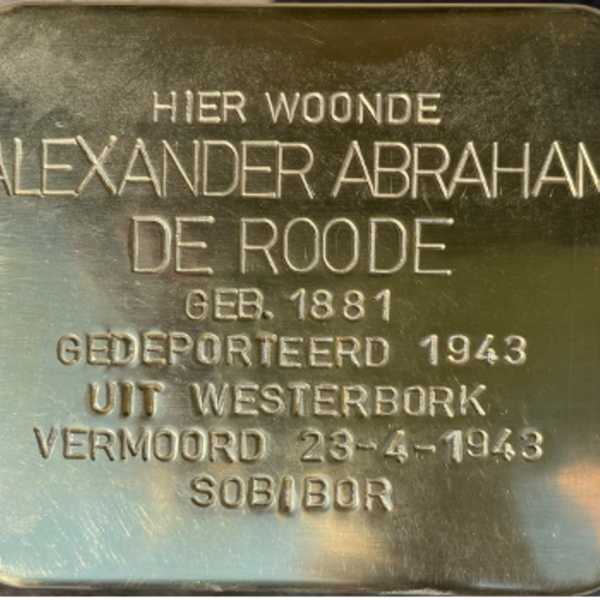 HIER WOONDE
ALEXANDER ABRAHAM
DE ROODE
GEB. 1881
GEDEPORTEERD 1943
UIT WESTERBORK
VERMOORD 23-4-1943
SOBIBOR